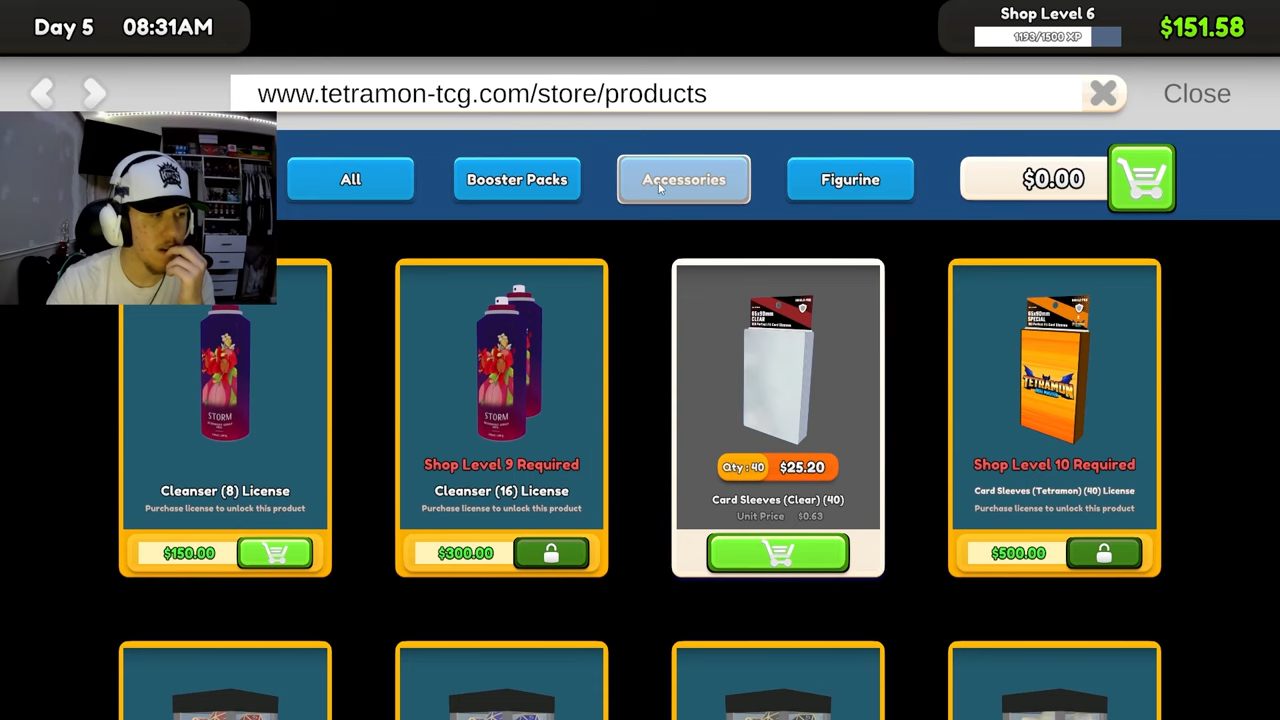 Day 5 08:31AM
Shop Level 6
1193/1500 XP
$151.58
www.tetramon-tcg.com/store/products
Close
All
Booster Packs
Accessories
Figurine
$0.00
STORM
Cleanser (8) License
Purchase license to unlock this product
$150.00
STORM
Shop Level 9 Required
Cleanser (16) License
Purchase license to unlock this product
$300.00
CLEAR
Qty : 40 $25.20
Card Sleeves (Clear) (40)
Unit Price $0.63
SPECIAL
TETRAMON
Shop Level 10 Required
Card Sleeves (Tetramon) (40) License
Purchase license to unlock this product
$500.00